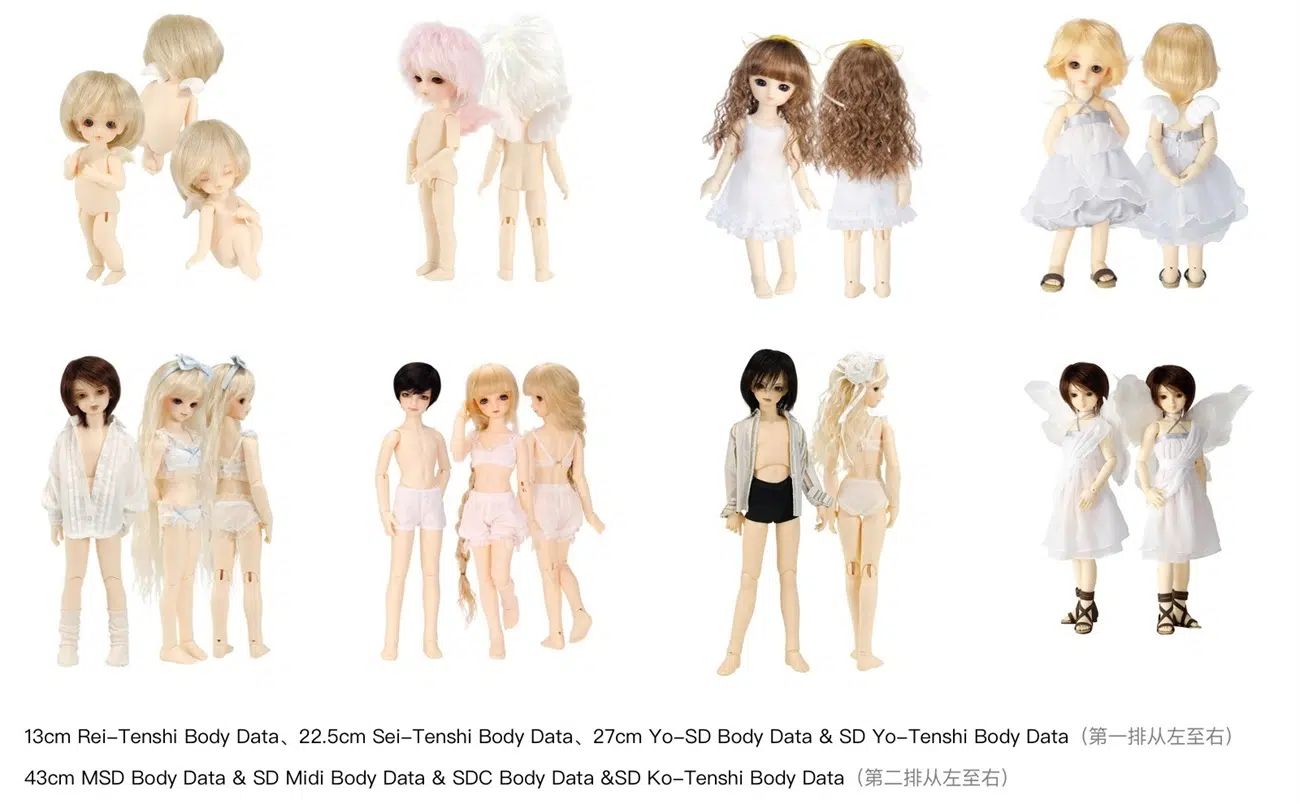 13cm Rei-Tenshi Body Data、22.5cm Sei-Tenshi Body Data、27cm Yo-SD Body Data & SD Yo-Tenshi Body Data（第一排从左至右）
43cm MSD Body Data & SD Midi Body Data & SDC Body Data &SD Ko-Tenshi Body Data（第二排从左至右）